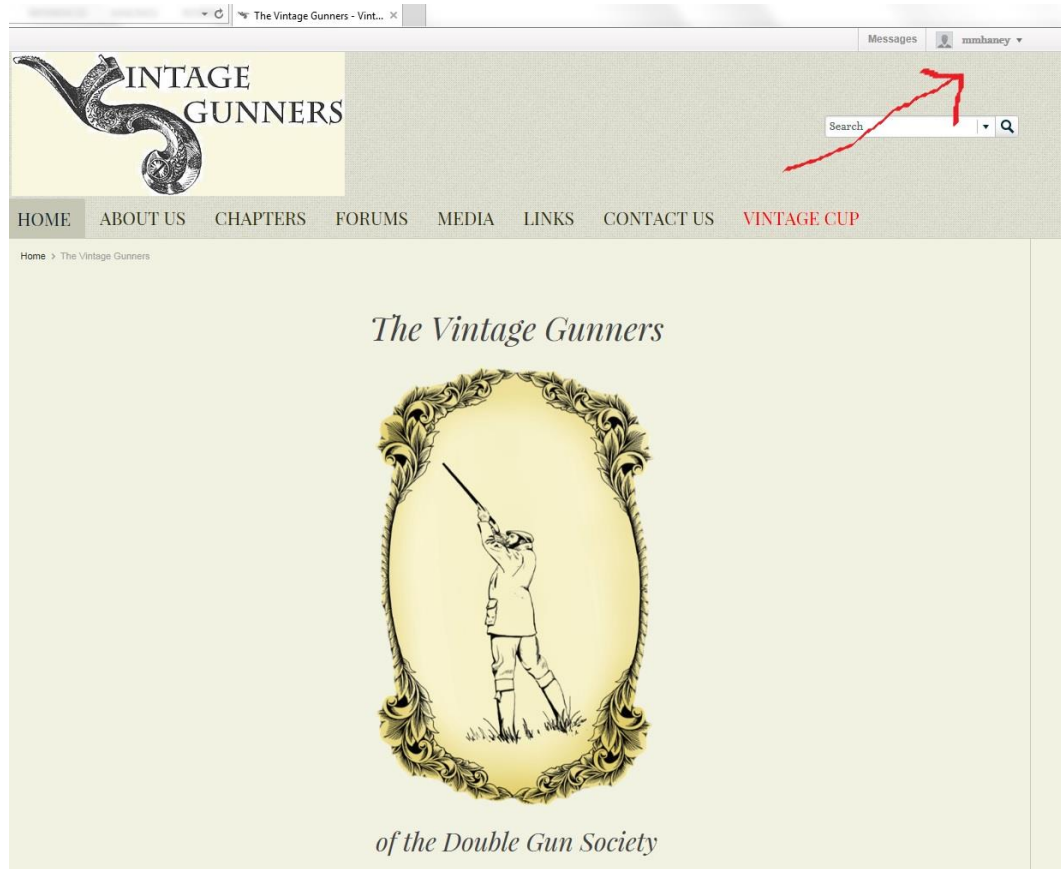 The Vintage Gunners - Vint...
Messages mmhaney
VINTAGE
GUNNERS
Search
HOME ABOUT US CHAPTERS FORUMS MEDIA LINKS CONTACT US VINTAGE CUP
Home > The Vintage Gunners
The Vintage Gunners
of the Double Gun Society